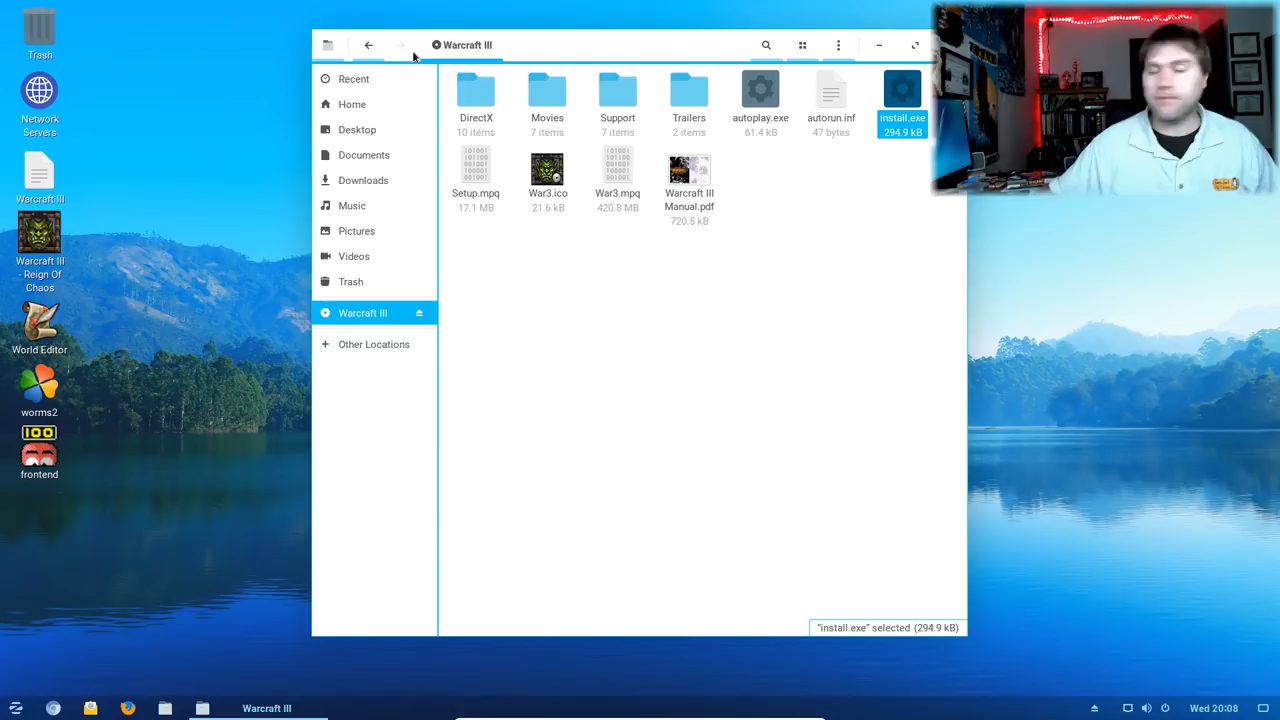 Warcraft III
Trash
Network
Servers
Warcraft III
Warcraft III
- Reign Of
Chaos
World Editor
worms2
100
frontend
Recent
Home
Desktop
Documents
Downloads
Music
Pictures
Videos
Trash
Warcraft III
Other Locations
DirectX
10 items
Movies
7 items
Support
7 items
Trailers
2 items
autoplay.exe
61.4 kB
autorun.inf
47 bytes
install.exe
294.9 kB
Setup.mpq
17.1 MB
War3.ico
21.6 kB
War3.mpq
420.8 MB
Warcraft III
Manual.pdf
720.5 kB
"install.exe" selected (294.9 kB)
Warcraft III
Wed 20:08